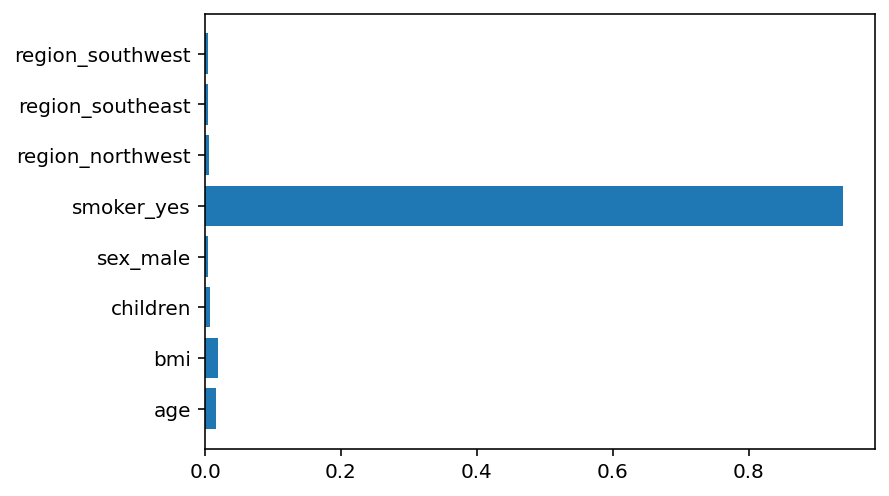 region_southwest
region_southeast
region_northwest
smoker_yes
sex_male
children
bmi
age
0.0 0.2 0.4 0.6 0.8